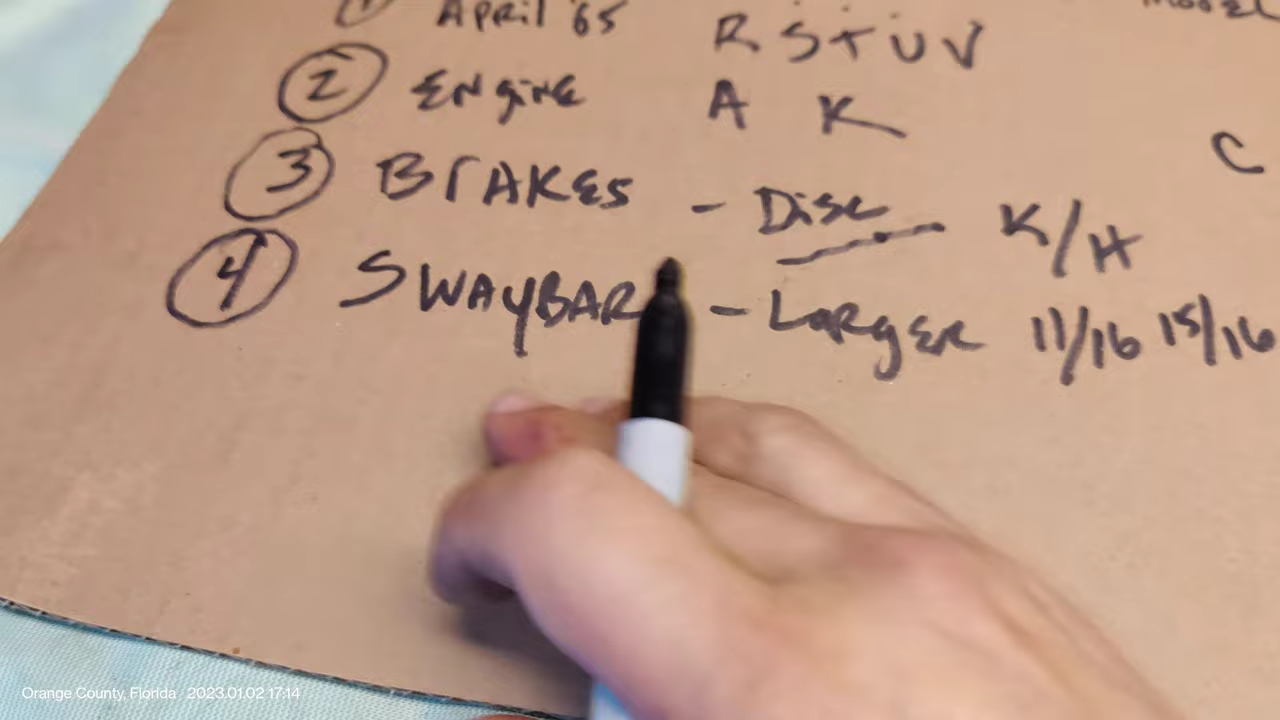 ① April '65 R S T U V
② ENgiNE A K
③ BrAKEs - Disc K/H C
④ SWAyBAR - LARgER 11/16 15/16
Orange County, Florida 2023.01.02 17:14